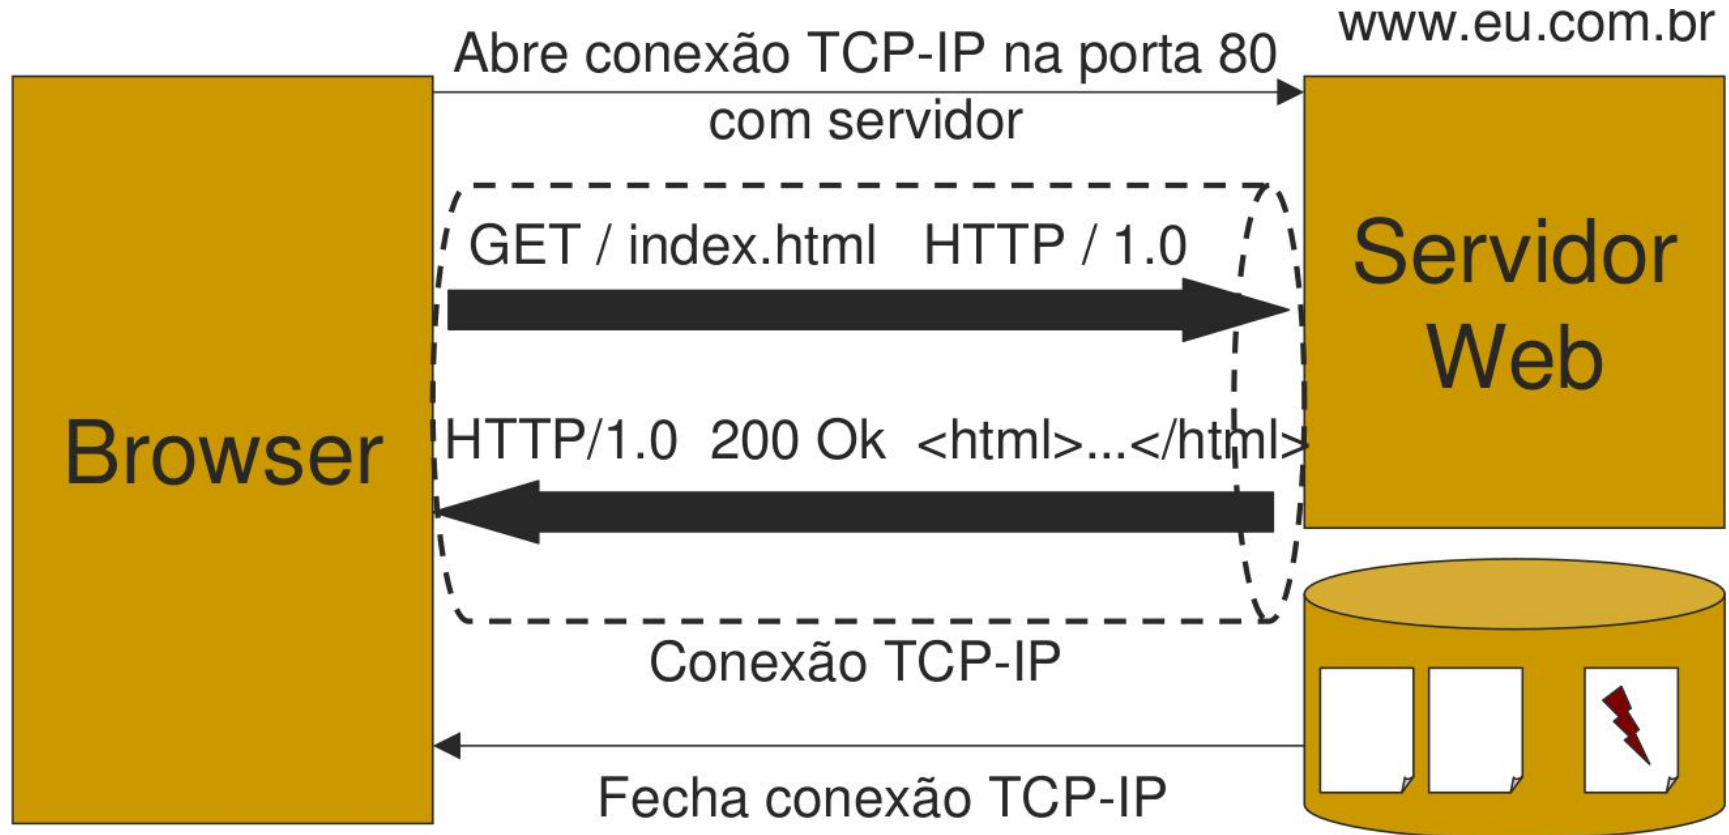 www.eu.com.br
Abre conexão TCP-IP na porta 80
com servidor
GET / index.html HTTP / 1.0
Servidor
Web
Browser
HTTP/1.0 200 Ok <html>...</html>
Conexão TCP-IP
Fecha conexão TCP-IP